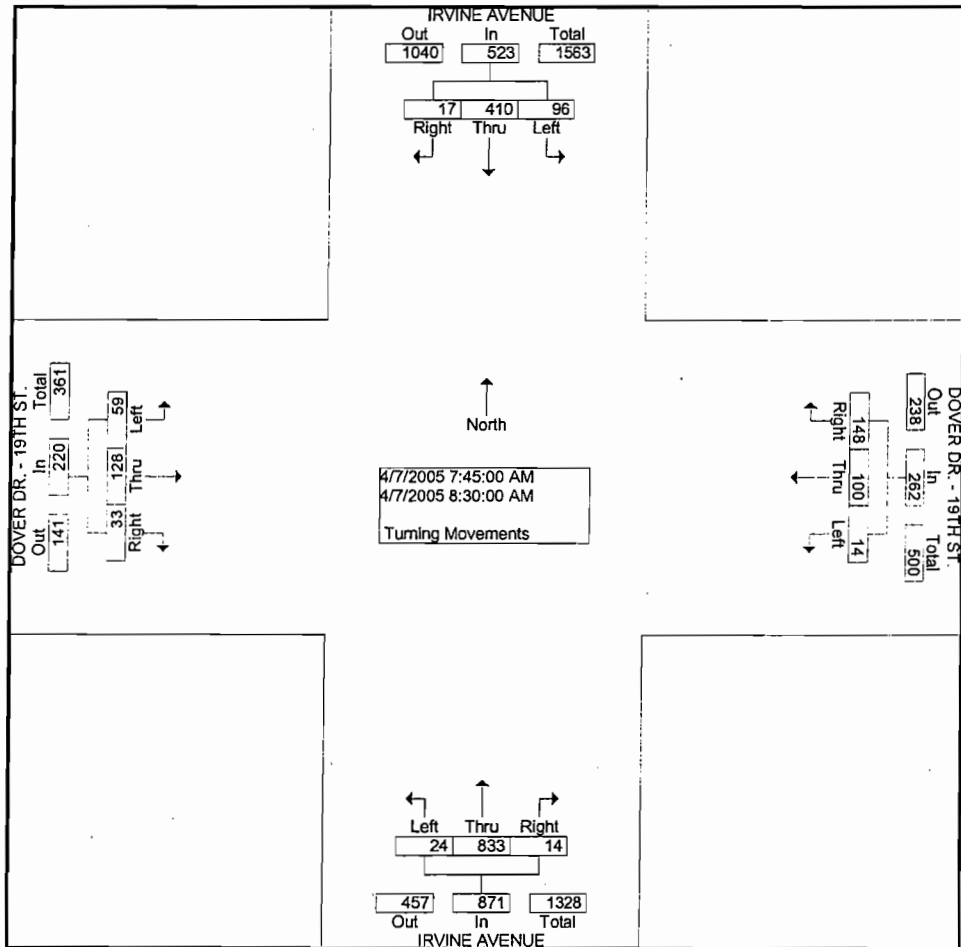 IRVINE AVENUE
Out In Total
1040 523 1563
17 410 96
Right Thru Left
DOVER DR. - 19TH ST.
Out In Total
141 220 361
33 128 59
Right Thru Left
North
4/7/2005 7:45:00 AM
4/7/2005 8:30:00 AM
Turning Movements
Right Thru Left
148 100 14
238 262 500
Out In Total
DOVER DR. - 19TH ST.
Left Thru Right
24 833 14
457 871 1328
Out In Total
IRVINE AVENUE